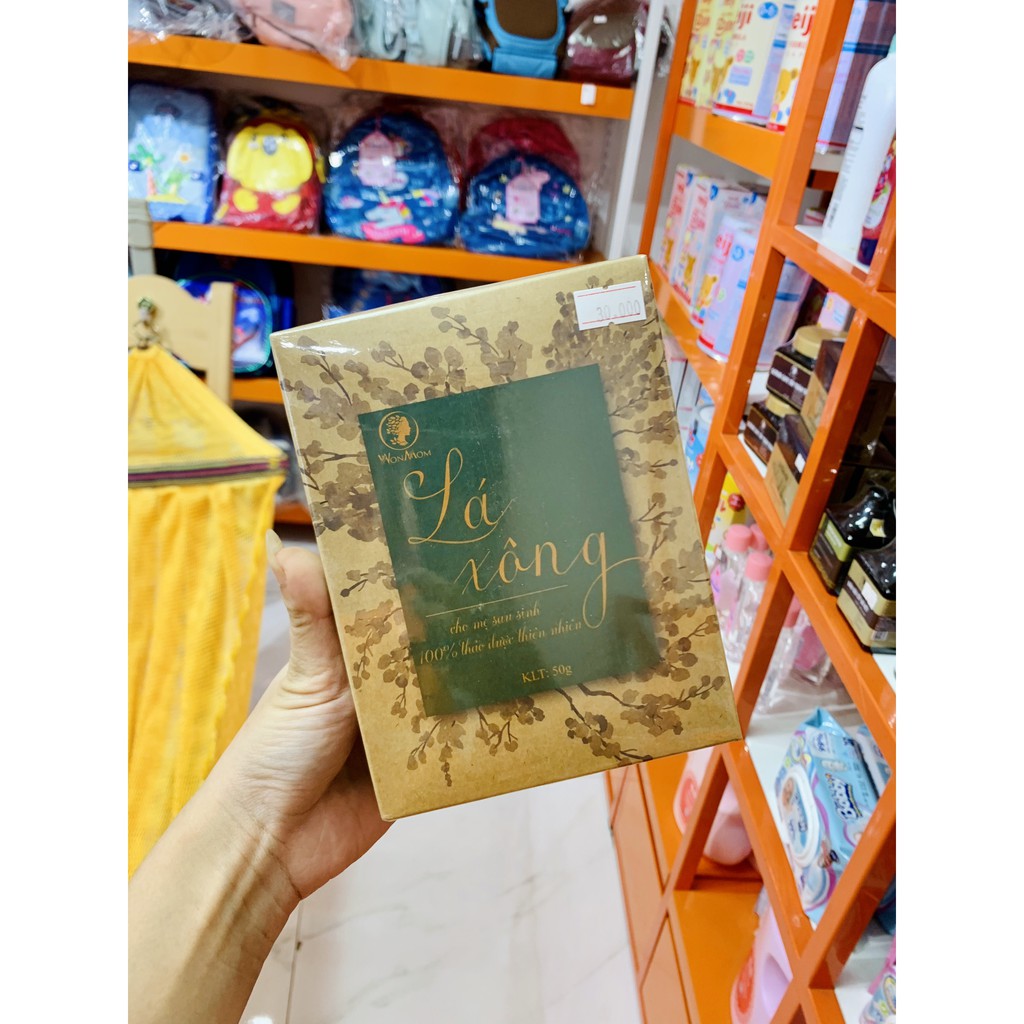 30.000
WONMOM
Lá
xông
cho mẹ sau sinh
100% thảo dược thiên nhiên
KLT: 50g